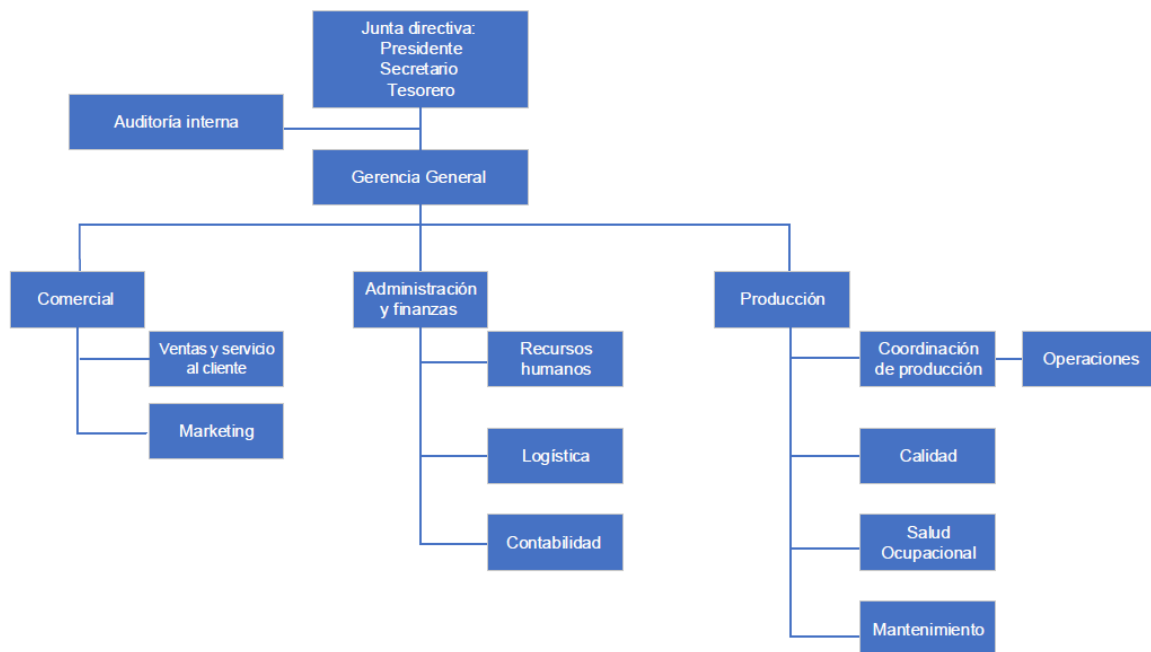 Junta directiva:
Presidente
Secretario
Tesorero
Auditoría interna
Gerencia General
Comercial
Administración
y finanzas
Producción
Ventas y servicio
al cliente
Recursos
humanos
Coordinación
de producción
Operaciones
Marketing
Logística
Calidad
Contabilidad
Salud
Ocupacional
Mantenimiento